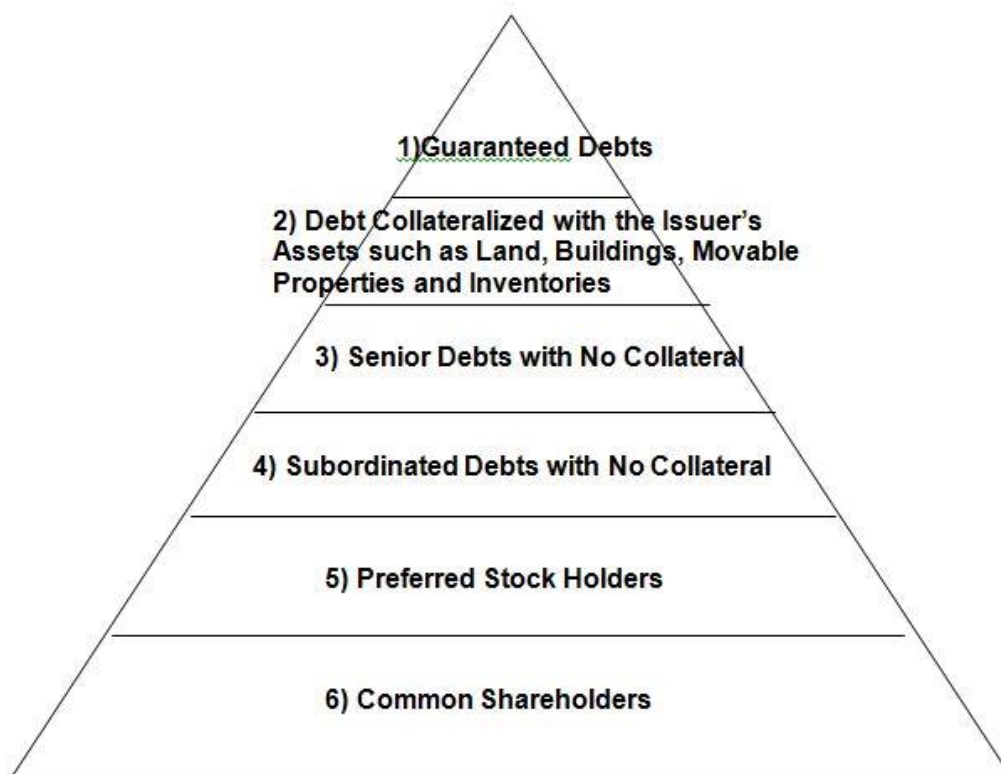 1)Guaranteed Debts
2) Debt Collateralized with the Issuer’s
Assets such as Land, Buildings, Movable
Properties and Inventories
3) Senior Debts with No Collateral
4) Subordinated Debts with No Collateral
5) Preferred Stock Holders
6) Common Shareholders